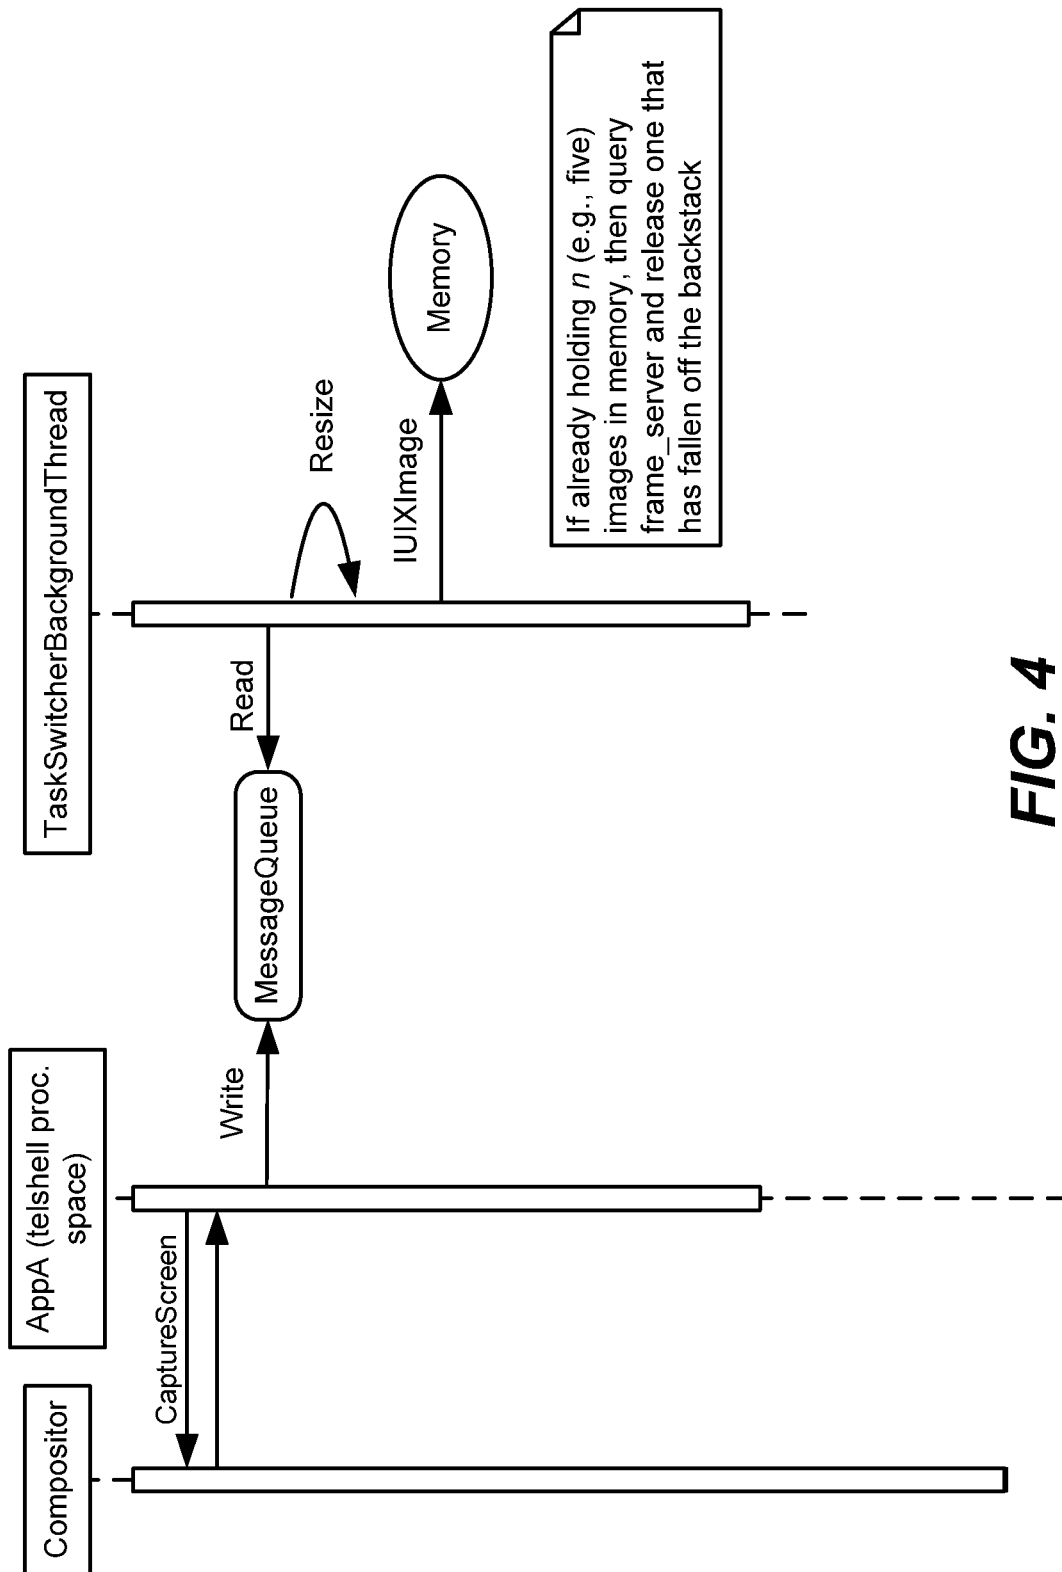 Compositor
AppA (telshell proc.
space)
TaskSwitcherBackgroundThread
CaptureScreen
Write
MessageQueue
Read
Resize
IUIXImage
Memory
If already holding n (e.g., five)
images in memory, then query
frame_server and release one that
has fallen off the backstack
FIG. 4